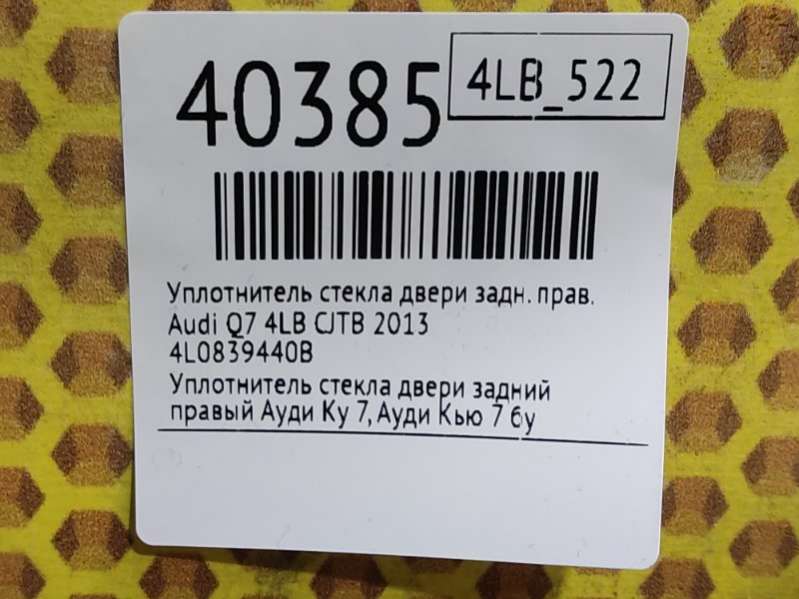 40385
4LB_522
Уплотнитель стекла двери задн. прав.
Audi Q7 4LB CJTB 2013
4L0839440B
Уплотнитель стекла двери задний
правый Ауди Ку 7, Ауди Кью 7 бу